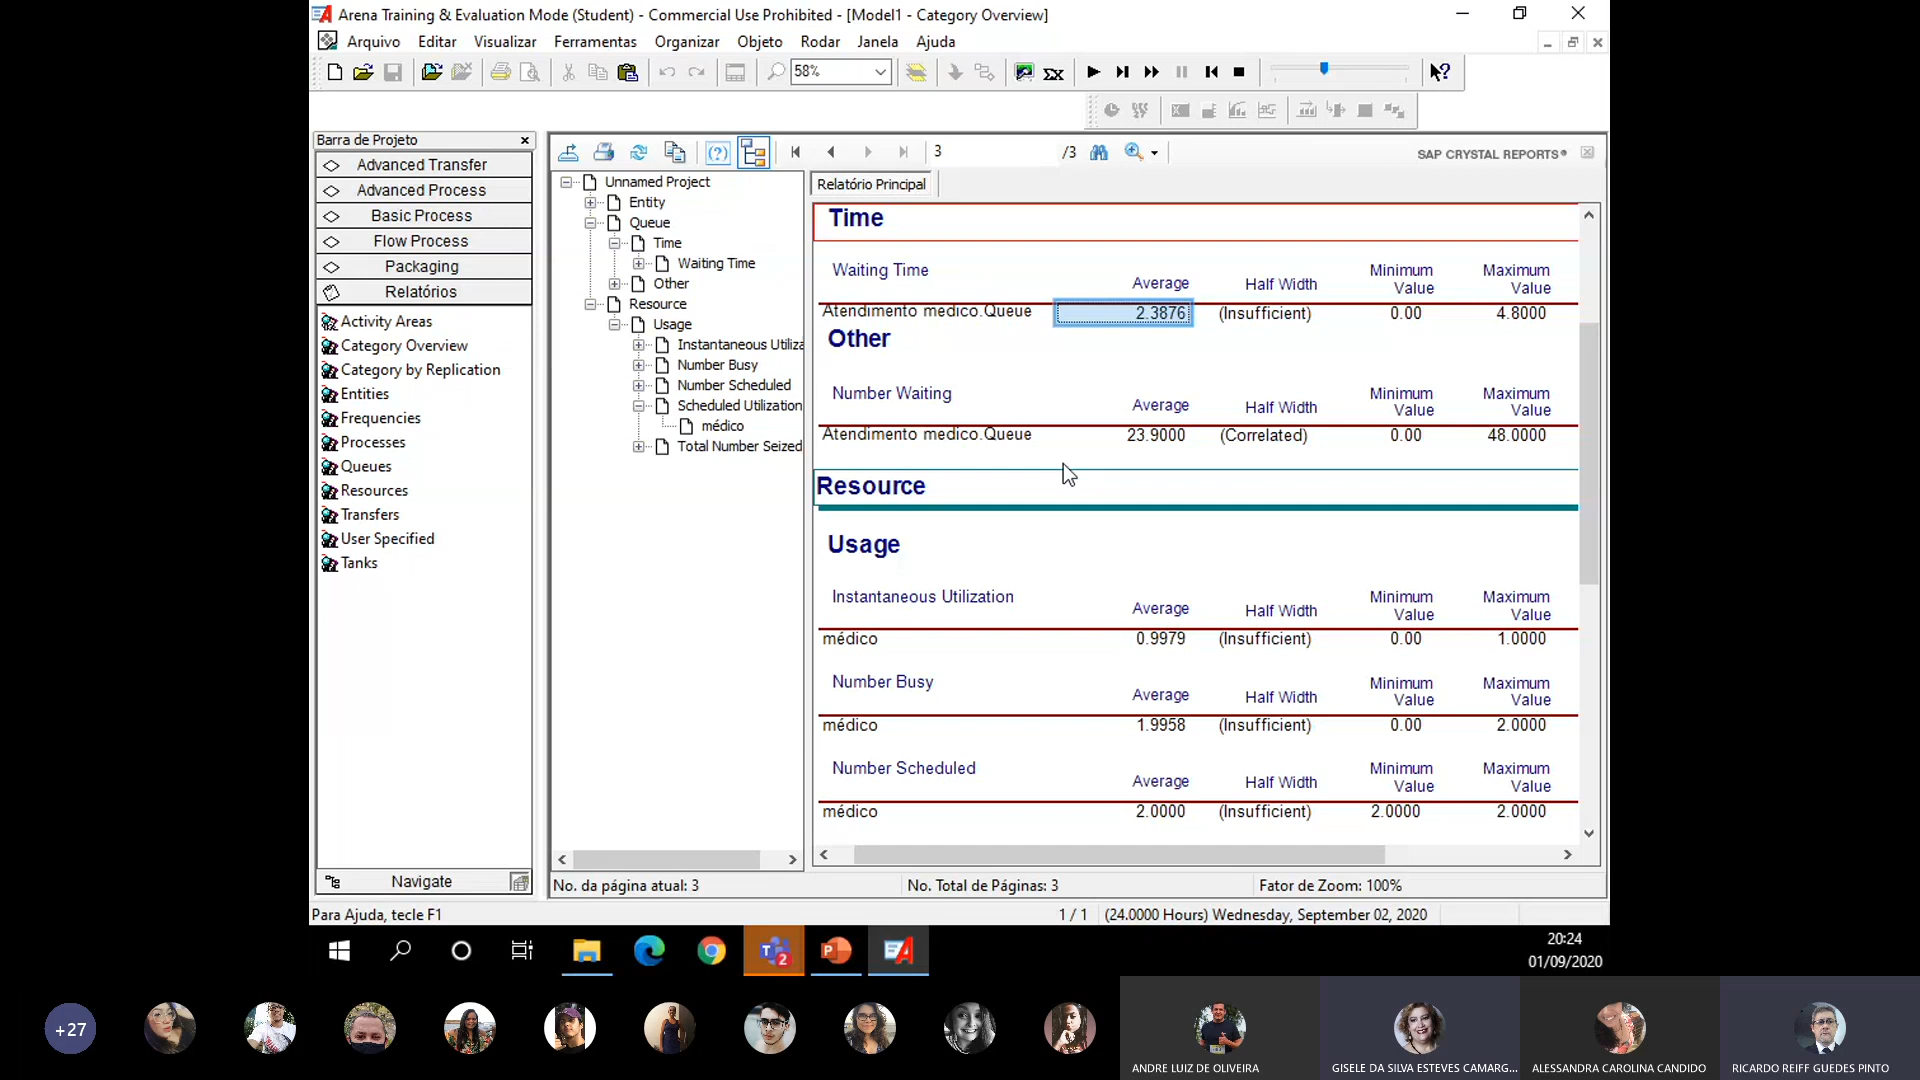 Arena Training & Evaluation Mode (Student) - Commercial Use Prohibited - [Model1 - Category Overview]
Arquivo Editar Visualizar Ferramentas Organizar Objeto Rodar Janela Ajuda
58%
Barra de Projeto
Advanced Transfer
Advanced Process
Basic Process
Flow Process
Packaging
Relatórios
Activity Areas
Category Overview
Category by Replication
Entities
Frequencies
Processes
Queues
Resources
Transfers
User Specified
Tanks
Navigate
3 /3
SAP CRYSTAL REPORTS®
Unnamed Project
Entity
Queue
Time
Waiting Time
Other
Resource
Usage
Instantaneous Utiliza
Number Busy
Number Scheduled
Scheduled Utilization
médico
Total Number Seized
Relatório Principal
Time
Waiting Time Average Half Width Minimum Value Maximum Value
Atendimento medico.Queue 2.3876 (Insufficient) 0.00 4.8000
Other
Number Waiting Average Half Width Minimum Value Maximum Value
Atendimento medico.Queue 23.9000 (Correlated) 0.00 48.0000
Resource
Usage
Instantaneous Utilization Average Half Width Minimum Value Maximum Value
médico 0.9979 (Insufficient) 0.00 1.0000
Number Busy Average Half Width Minimum Value Maximum Value
médico 1.9958 (Insufficient) 0.00 2.0000
Number Scheduled Average Half Width Minimum Value Maximum Value
médico 2.0000 (Insufficient) 2.0000 2.0000
No. da página atual: 3 No. Total de Páginas: 3 Fator de Zoom: 100%
Para Ajuda, tecle F1 1 / 1 (24.0000 Hours) Wednesday, September 02, 2020
20:24
01/09/2020
+27
ANDRE LUIZ DE OLIVEIRA
GISELE DA SILVA ESTEVES CAMARG...
ALESSANDRA CAROLINA CANDIDO
RICARDO REIFF GUEDES PINTO